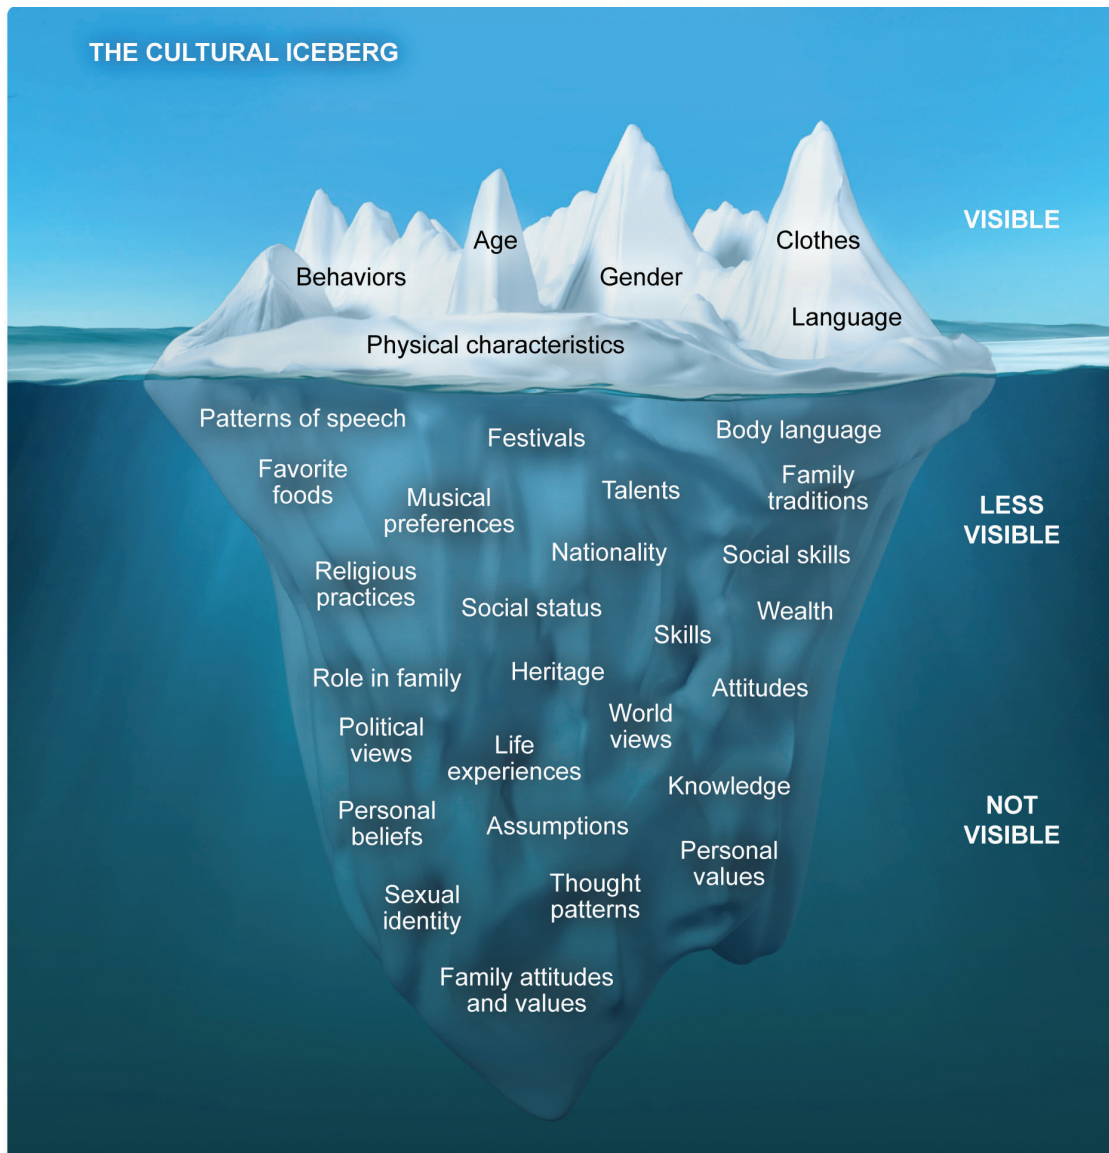 THE CULTURAL ICEBERG
VISIBLE
Age
Clothes
Behaviors
Gender
Language
Physical characteristics
Patterns of speech
Festivals
Body language
Favorite
foods
Musical
preferences
Talents
Family
traditions
LESS
VISIBLE
Nationality
Social skills
Religious
practices
Social status
Wealth
Skills
Role in family
Heritage
Attitudes
Political
views
World
views
Life
experiences
Knowledge
NOT
VISIBLE
Personal
beliefs
Assumptions
Personal
values
Sexual
identity
Thought
patterns
Family attitudes
and values